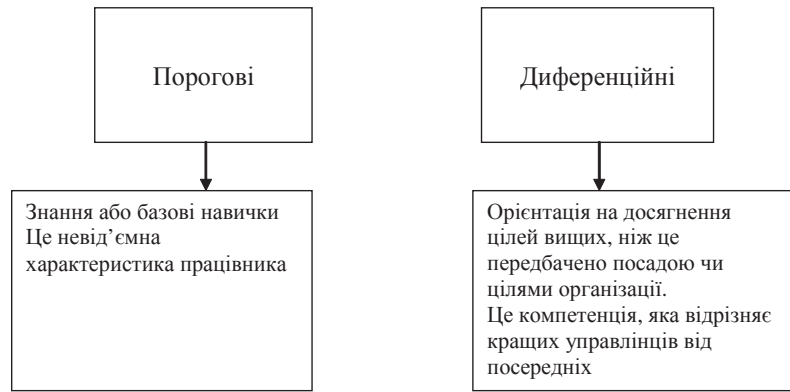 Порогові
Диференційні
Знання або базові навички
Це невід’ємна
характеристика працівника
Орієнтація на досягнення
цілей вищих, ніж це
передбачено посадою чи
цілями організації.
Це компетенція, яка відрізняє
кращих управлінців від
посередніх